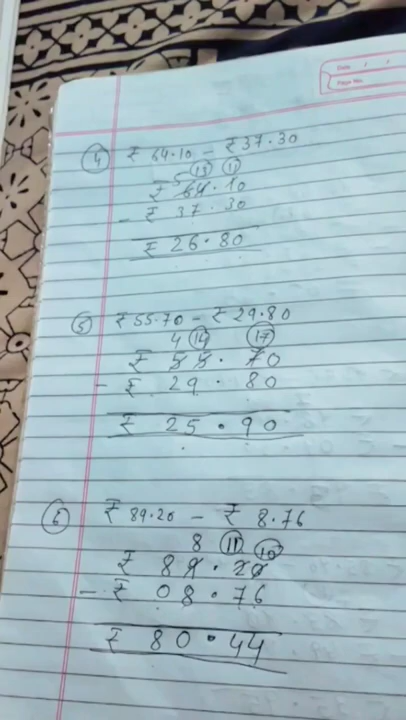 Date / /
Page No.
4 ₹ 64.10 - ₹37.30
5 13 11
₹ 64.10
- ₹ 37.30
₹ 26.80
5 ₹55.70 - ₹29.80
4 14 17
₹ 55.70
- ₹ 29.80
₹ 25.90
6 ₹89.20 - ₹ 8.76
8 11 10
₹ 89.20
- ₹ 08.76
₹ 80.44